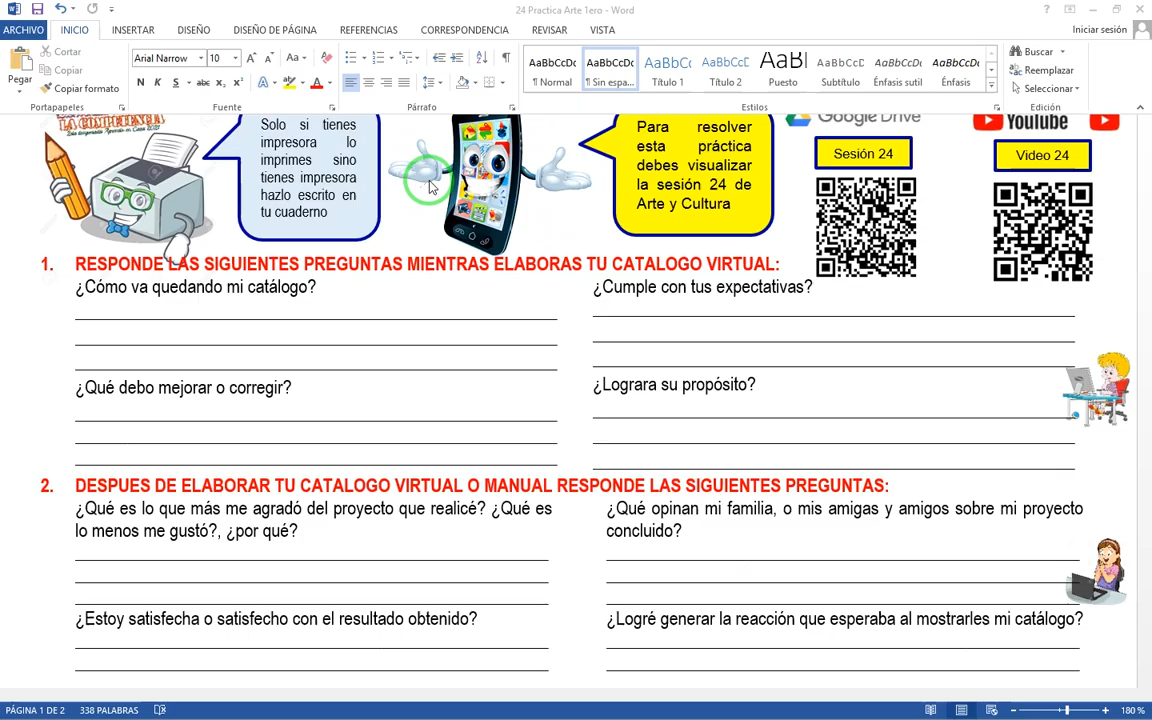 24 Practica Arte 1ero - Word
ARCHIVO INICIO INSERTAR DISEÑO DISEÑO DE PÁGINA REFERENCIAS CORRESPONDENCIA REVISAR VISTA Iniciar sesión
Pegar
Cortar
Copiar
Copiar formato
Portapapeles
Arial Narrow 10
N K S abc x₂ x²
Fuente
Párrafo
AaBbCcDc AaBbCcDc AaBbCc AaBbCcD AaBl AaBbCcD AaBbCcDc AaBbCcDc
¶ Normal ¶ Sin espa... Título 1 Título 2 Puesto Subtítulo Énfasis sutil Énfasis
Estilos
Buscar
Reemplazar
Seleccionar
Edición
LA COMPETENCIA
Solo si tienes
impresora lo
imprimes sino
tienes impresora
hazlo escrito en
tu cuaderno
Para resolver
esta práctica
debes visualizar
la sesión 24 de
Arte y Cultura
Google Drive
Sesión 24
YouTube
Video 24
1. RESPONDE LAS SIGUIENTES PREGUNTAS MIENTRAS ELABORAS TU CATALOGO VIRTUAL:
¿Cómo va quedando mi catálogo?
¿Cumple con tus expectativas?
¿Qué debo mejorar o corregir?
¿Lograra su propósito?
2. DESPUES DE ELABORAR TU CATALOGO VIRTUAL O MANUAL RESPONDE LAS SIGUIENTES PREGUNTAS:
¿Qué es lo que más me agradó del proyecto que realicé? ¿Qué es
lo menos me gustó?, ¿por qué?
¿Qué opinan mi familia, o mis amigas y amigos sobre mi proyecto
concluido?
¿Estoy satisfecha o satisfecho con el resultado obtenido?
¿Logré generar la reacción que esperaba al mostrarles mi catálogo?
PÁGINA 1 DE 2 338 PALABRAS 180 %